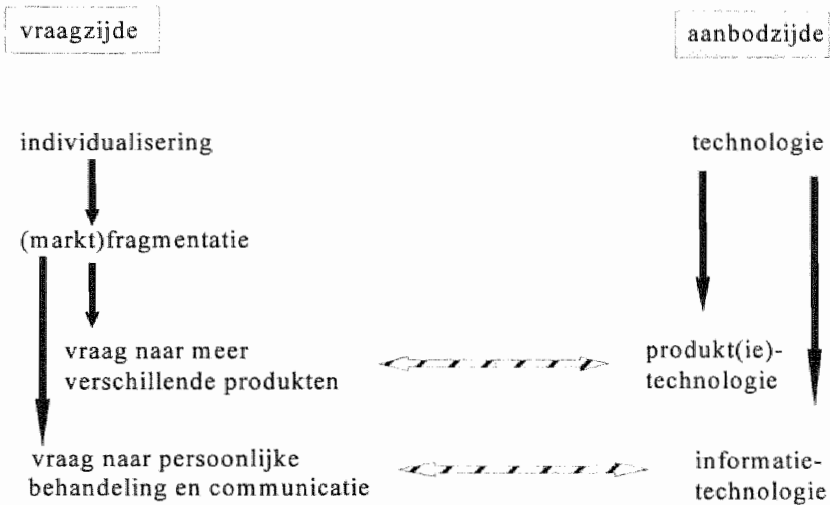 vraagzijde
aanbodzijde
individualisering
technologie
(markt)fragmentatie
vraag naar meer
verschillende produkten
produkt(ie)-
technologie
vraag naar persoonlijke
behandeling en communicatie
informatie-
technologie